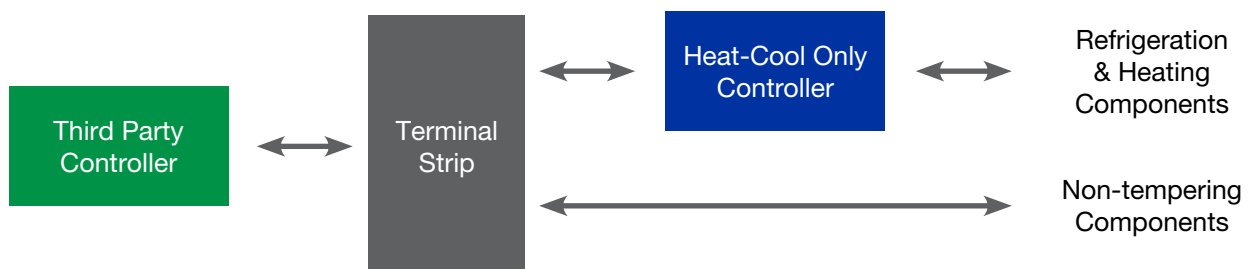 Third Party
Controller
Terminal
Strip
Heat-Cool Only
Controller
Refrigeration
& Heating
Components
Non-tempering
Components